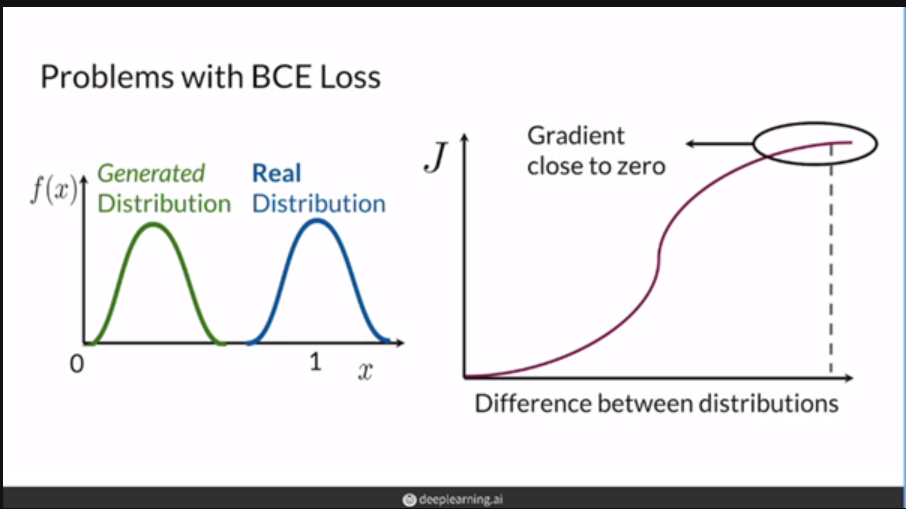 Problems with BCE Loss
f(x)
Generated
Distribution
Real
Distribution
0
1
x
J
Gradient
close to zero
Difference between distributions
deeplearning.ai